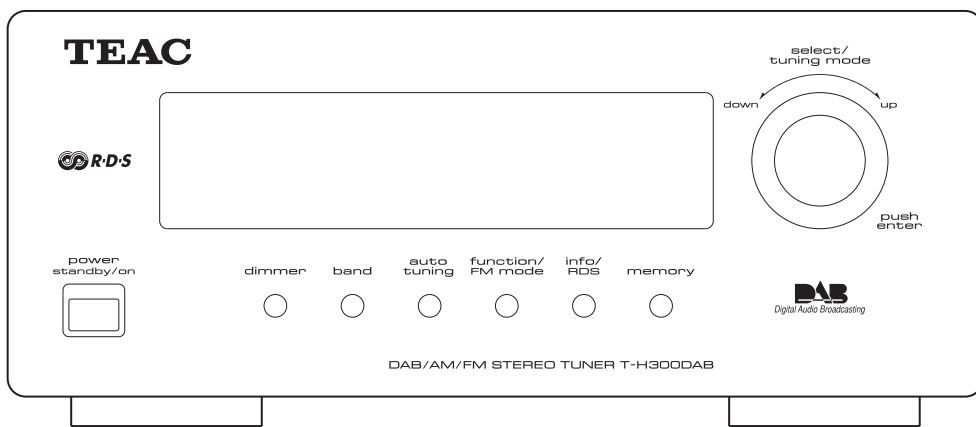 TEAC
select/
tuning mode
down
up
R·D·S
push
enter
power
standby/on
dimmer
band
auto
tuning
function/
FM mode
info/
RDS
memory
DAB
Digital Audio Broadcasting
DAB/AM/FM STEREO TUNER T-H300DAB